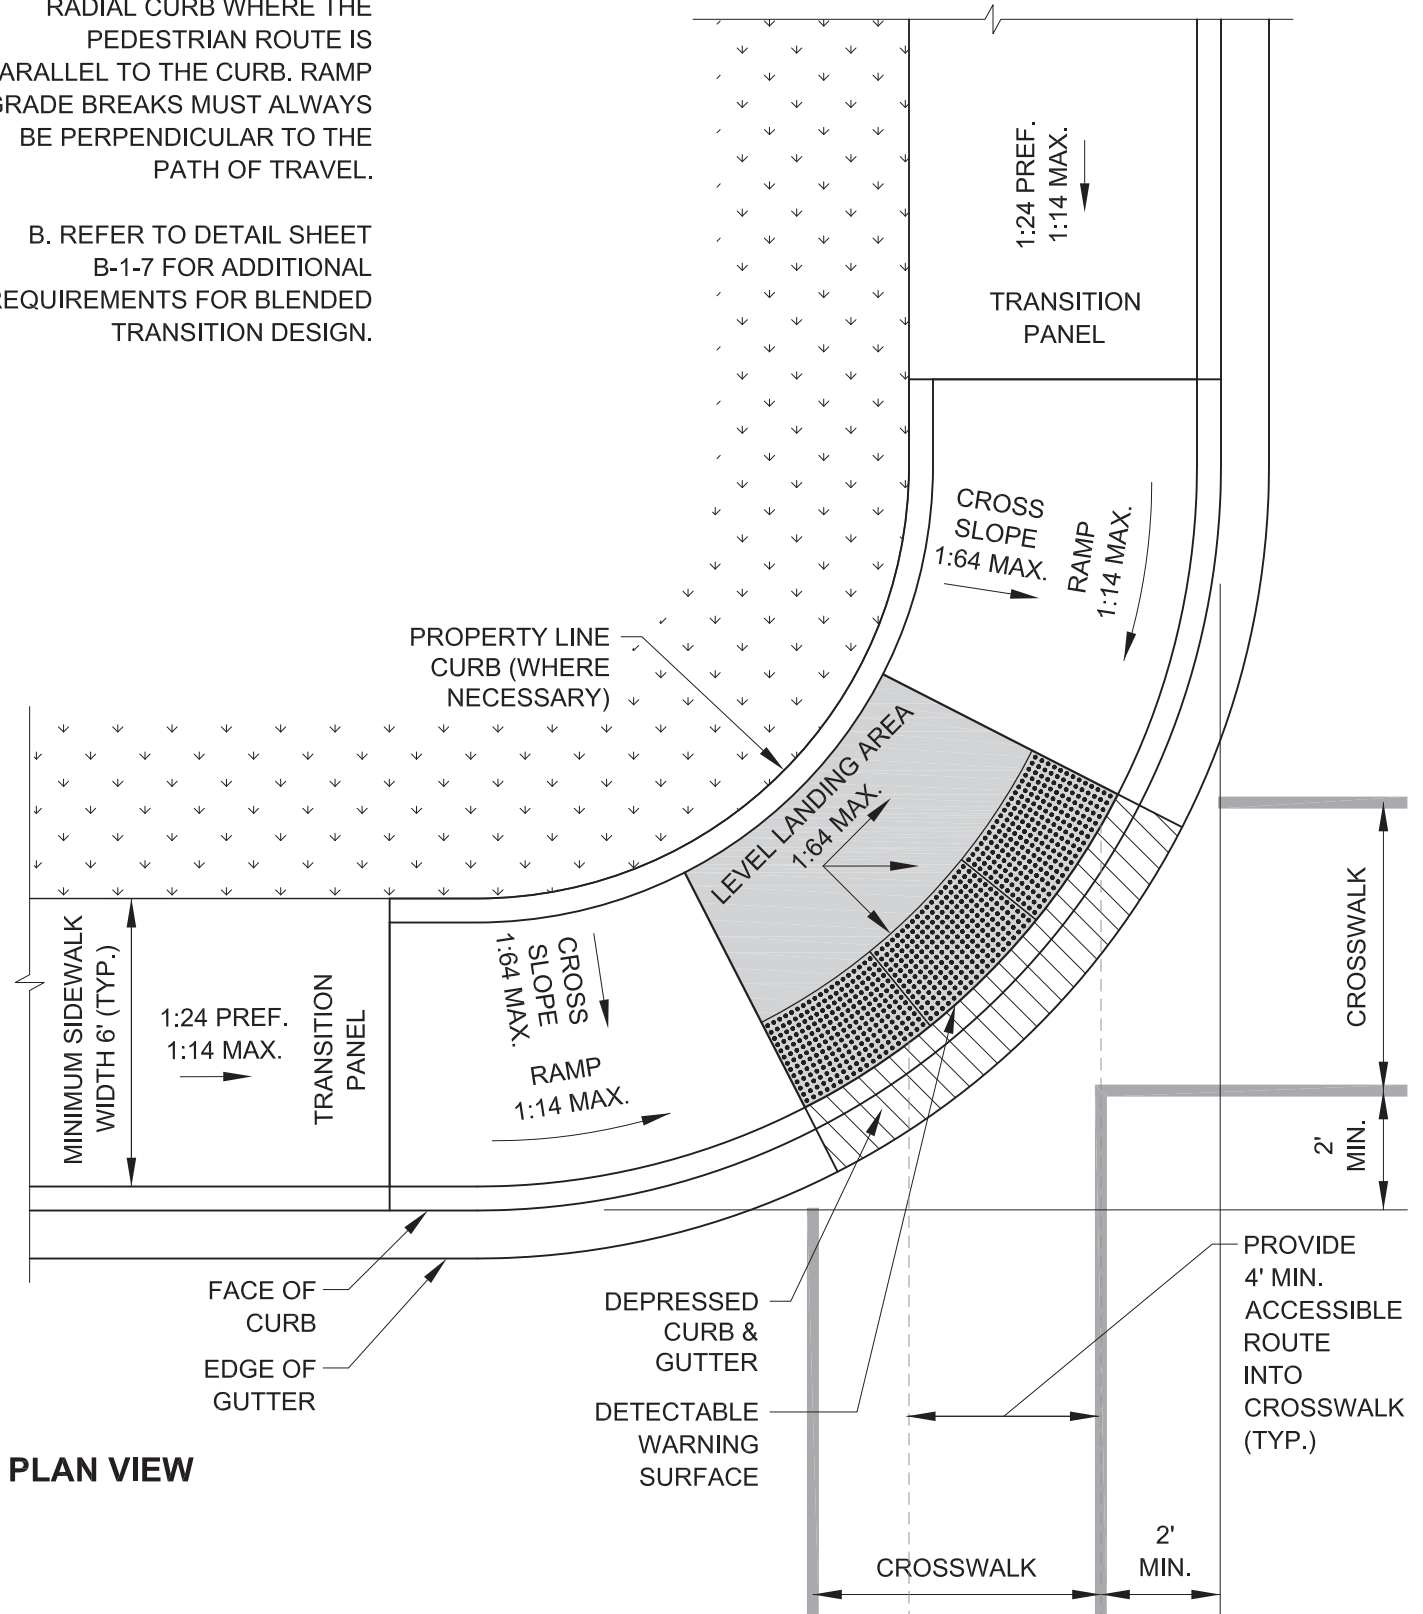 RADIAL CURB WHERE THE
PEDESTRIAN ROUTE IS
ARALLEL TO THE CURB. RAMP
GRADE BREAKS MUST ALWAYS
BE PERPENDICULAR TO THE
PATH OF TRAVEL.
B. REFER TO DETAIL SHEET
B-1-7 FOR ADDITIONAL
REQUIREMENTS FOR BLENDED
TRANSITION DESIGN.
1:24 PREF.
1:14 MAX.
TRANSITION
PANEL
CROSS
SLOPE
1:64 MAX.
RAMP
1:14 MAX.
PROPERTY LINE
CURB (WHERE
NECESSARY)
LEVEL LANDING AREA
1:64 MAX.
MINIMUM SIDEWALK
WIDTH 6' (TYP.)
1:24 PREF.
1:14 MAX.
TRANSITION
PANEL
CROSS
SLOPE
1:64 MAX.
RAMP
1:14 MAX.
CROSSWALK
2'
MIN.
FACE OF
CURB
EDGE OF
GUTTER
DEPRESSED
CURB &
GUTTER
DETECTABLE
WARNING
SURFACE
PROVIDE
4' MIN.
ACCESSIBLE
ROUTE
INTO
CROSSWALK
(TYP.)
PLAN VIEW
CROSSWALK
2'
MIN.